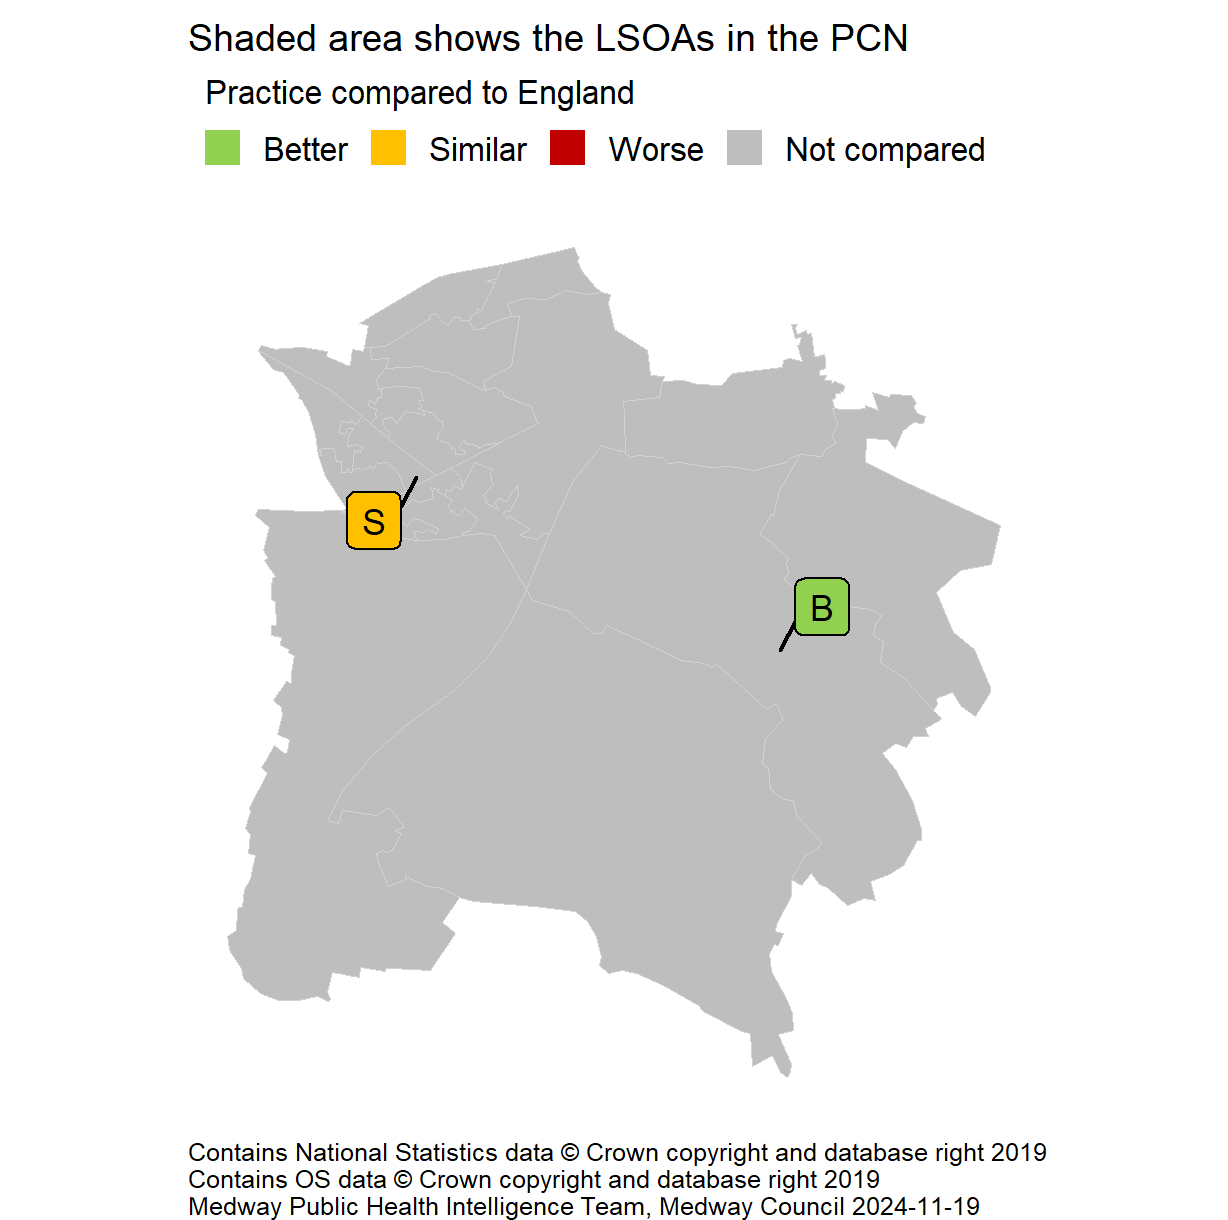 Shaded area shows the LSOAs in the PCN
Practice compared to England
Better Similar Worse Not compared
S
B
Contains National Statistics data © Crown copyright and database right 2019
Contains OS data © Crown copyright and database right 2019
Medway Public Health Intelligence Team, Medway Council 2024-11-19